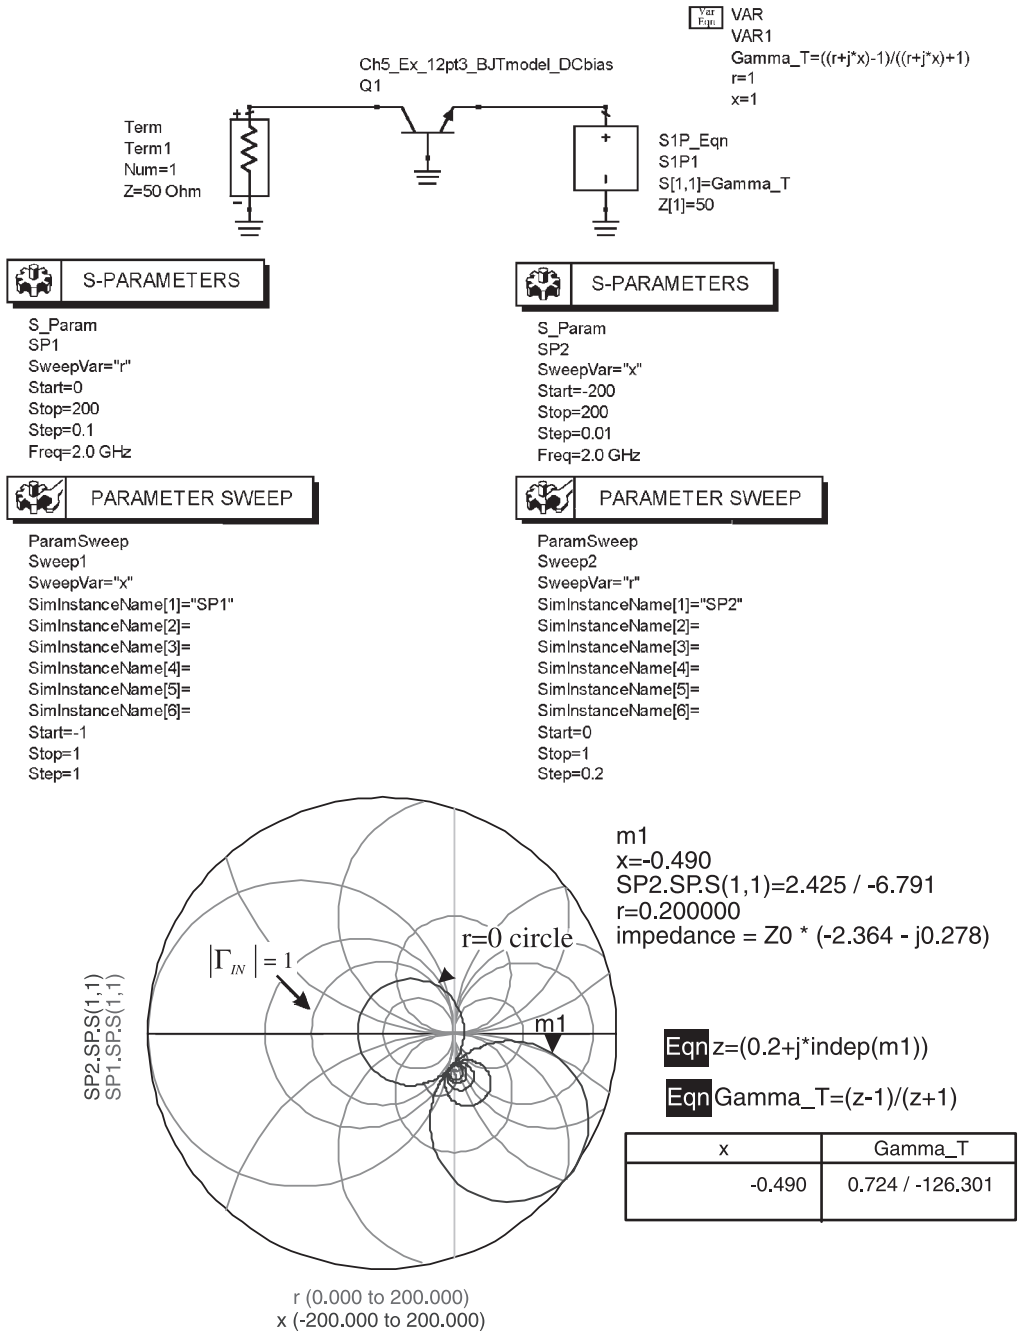 Var
Eqn
VAR
VAR1
Gamma_T=((r+j*x)-1)/((r+j*x)+1)
r=1
x=1
Ch5_Ex_12pt3_BJTmodel_DCbias
Q1
Term
Term1
Num=1
Z=50 Ohm
+
-
+
-
S1P_Eqn
S1P1
S[1,1]=Gamma_T
Z[1]=50
S-PARAMETERS
S_Param
SP1
SweepVar="r"
Start=0
Stop=200
Step=0.1
Freq=2.0 GHz
S-PARAMETERS
S_Param
SP2
SweepVar="x"
Start=-200
Stop=200
Step=0.01
Freq=2.0 GHz
PARAMETER SWEEP
ParamSweep
Sweep1
SweepVar="x"
SimInstanceName[1]="SP1"
SimInstanceName[2]=
SimInstanceName[3]=
SimInstanceName[4]=
SimInstanceName[5]=
SimInstanceName[6]=
Start=-1
Stop=1
Step=1
PARAMETER SWEEP
ParamSweep
Sweep2
SweepVar="r"
SimInstanceName[1]="SP2"
SimInstanceName[2]=
SimInstanceName[3]=
SimInstanceName[4]=
SimInstanceName[5]=
SimInstanceName[6]=
Start=0
Stop=1
Step=0.2
SP2.SP.S(1,1)
SP1.SP.S(1,1)
|Γ_IN| = 1
r=0 circle
m1
r (0.000 to 200.000)
x (-200.000 to 200.000)
m1
x=-0.490
SP2.SP.S(1,1)=2.425 / -6.791
r=0.200000
impedance = Z0 * (-2.364 - j0.278)
Eqn z=(0.2+j*indep(m1))
Eqn Gamma_T=(z-1)/(z+1)
x Gamma_T
-0.490 0.724 / -126.301